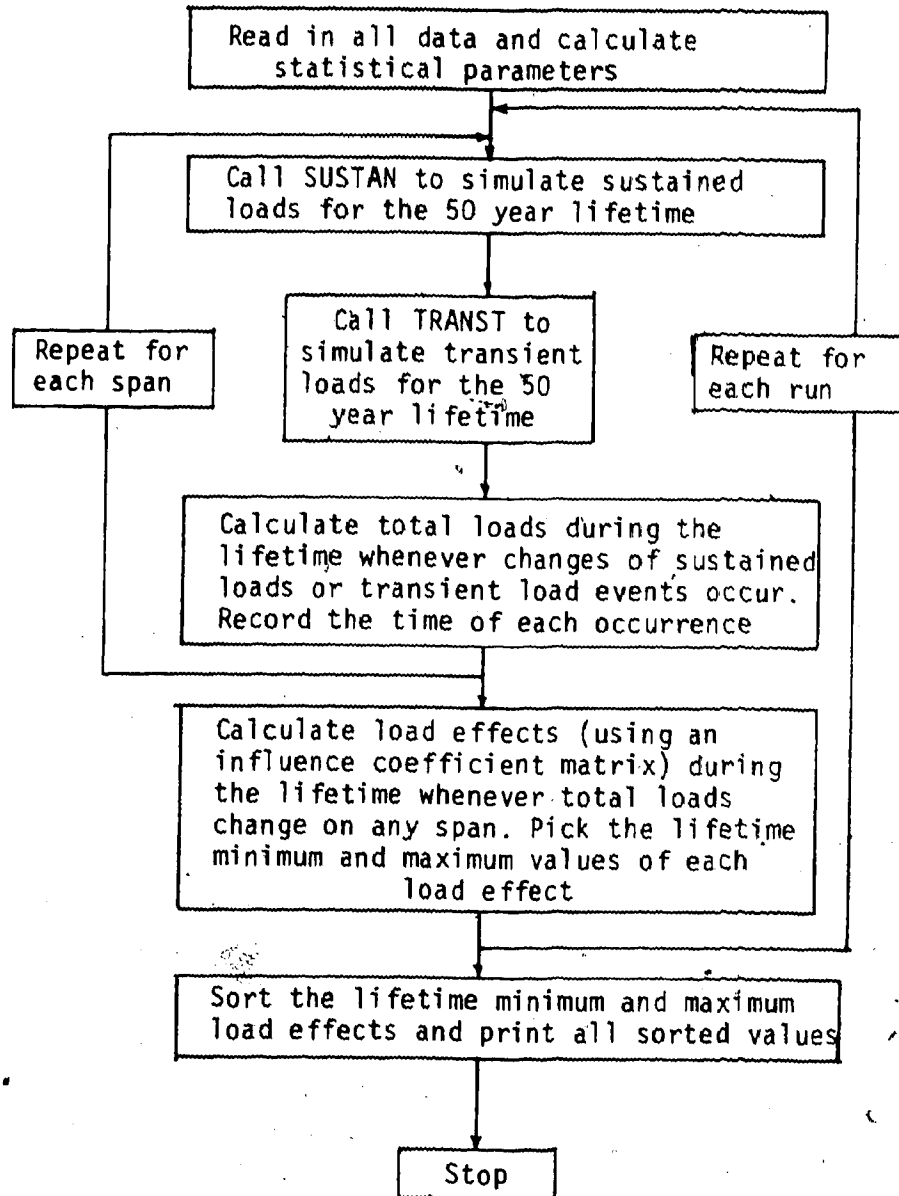 Read in all data and calculate
statistical parameters
Call SUSTAN to simulate sustained
loads for the 50 year lifetime
Call TRANST to
simulate transient
loads for the 50
year lifetime
Repeat for
each span
Repeat for
each run
Calculate total loads during the
lifetime whenever changes of sustained
loads or transient load events occur.
Record the time of each occurrence
Calculate load effects (using an
influence coefficient matrix) during
the lifetime whenever total loads
change on any span. Pick the lifetime
minimum and maximum values of each
load effect
Sort the lifetime minimum and maximum
load effects and print all sorted values
Stop